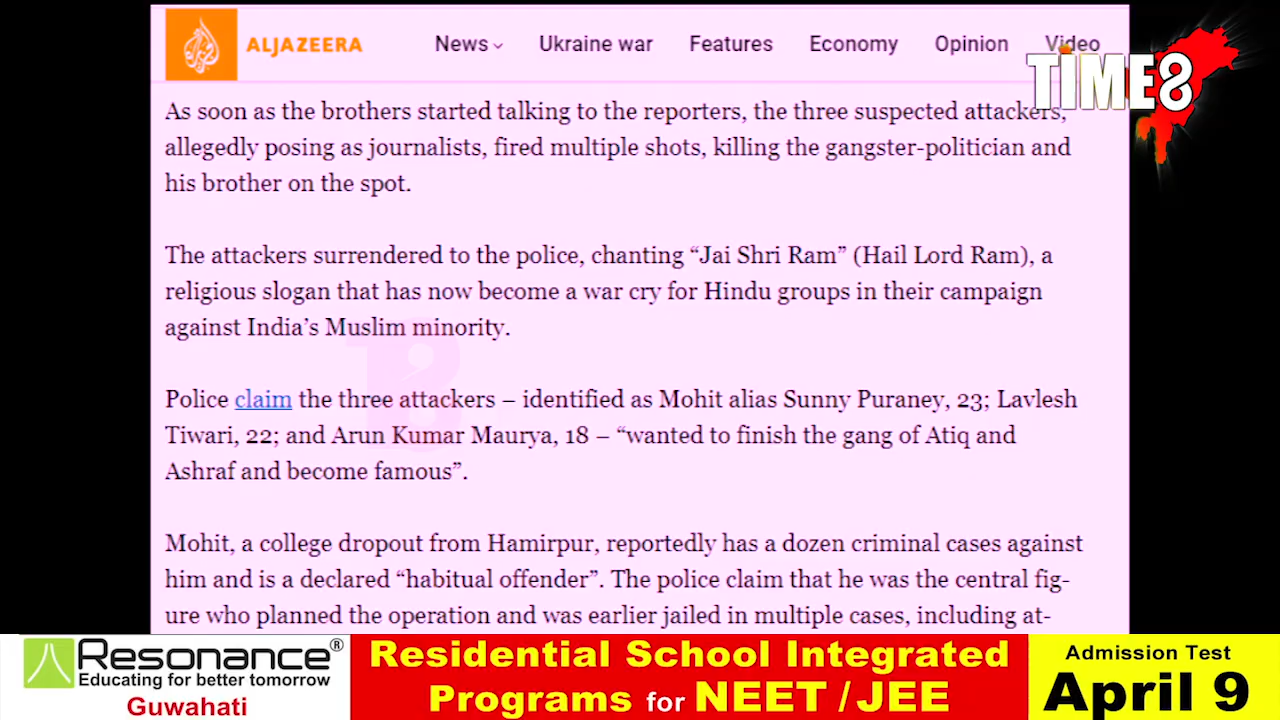 ALJAZEERA News Ukraine war Features Economy Opinion Video
TIME8
As soon as the brothers started talking to the reporters, the three suspected attackers,
allegedly posing as journalists, fired multiple shots, killing the gangster-politician and
his brother on the spot.
The attackers surrendered to the police, chanting “Jai Shri Ram” (Hail Lord Ram), a
religious slogan that has now become a war cry for Hindu groups in their campaign
against India’s Muslim minority.
Police claim the three attackers – identified as Mohit alias Sunny Puraney, 23; Lavlesh
Tiwari, 22; and Arun Kumar Maurya, 18 – “wanted to finish the gang of Atiq and
Ashraf and become famous”.
Mohit, a college dropout from Hamirpur, reportedly has a dozen criminal cases against
him and is a declared “habitual offender”. The police claim that he was the central fig-
ure who planned the operation and was earlier jailed in multiple cases, including at-
Resonance®
Educating for better tomorrow
Guwahati
Residential School Integrated
Programs for NEET / JEE
Admission Test
April 9